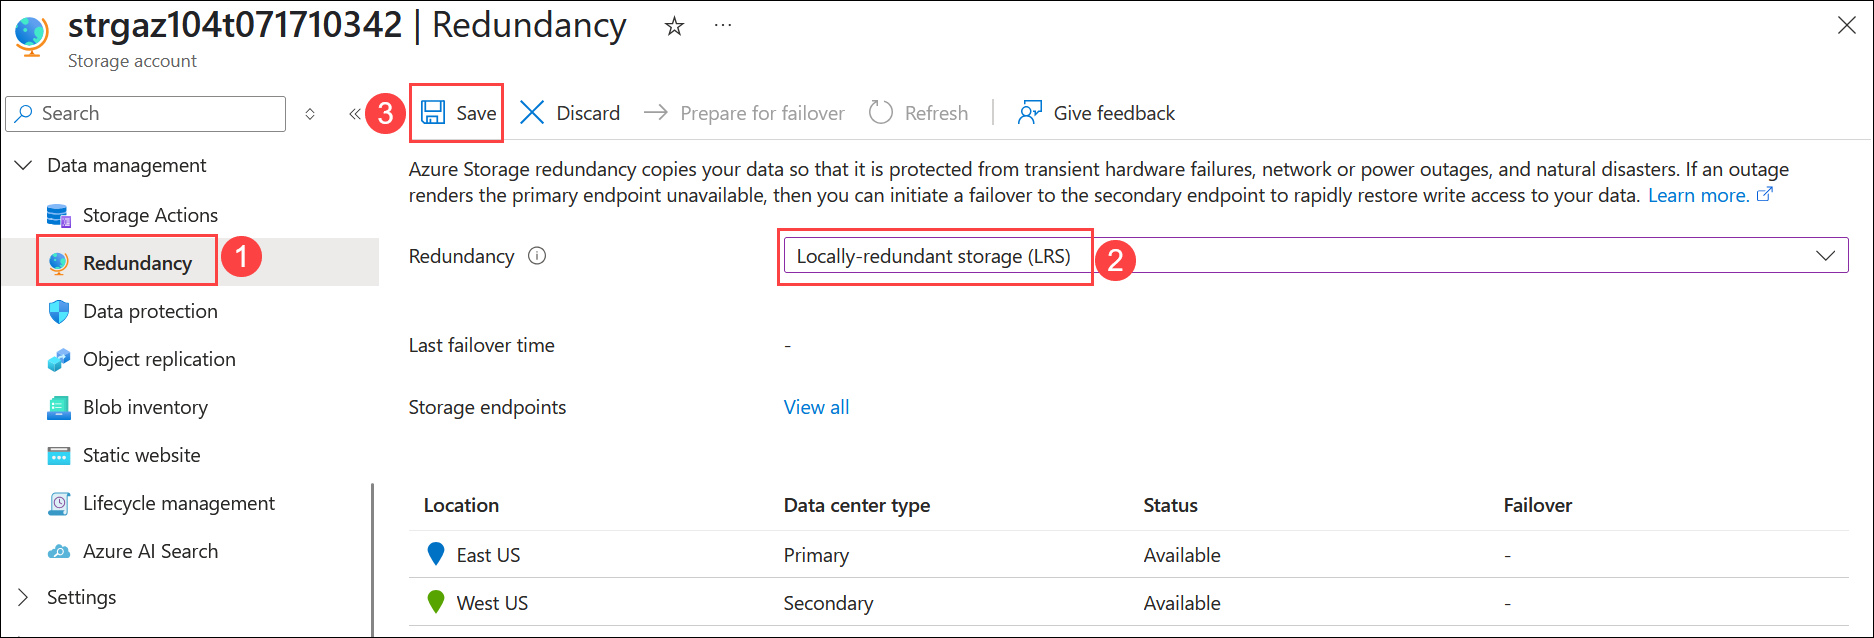 strgaz104t071710342 | Redundancy ☆ ···
Storage account
Search
3 Save Discard Prepare for failover Refresh Give feedback
Data management
Storage Actions
Redundancy 1
Data protection
Object replication
Blob inventory
Static website
Lifecycle management
Azure AI Search
Settings
Azure Storage redundancy copies your data so that it is protected from transient hardware failures, network or power outages, and natural disasters. If an outage
renders the primary endpoint unavailable, then you can initiate a failover to the secondary endpoint to rapidly restore write access to your data. Learn more.
Redundancy Locally-redundant storage (LRS) 2
Last failover time -
Storage endpoints View all
Location Data center type Status Failover
East US Primary Available -
West US Secondary Available -